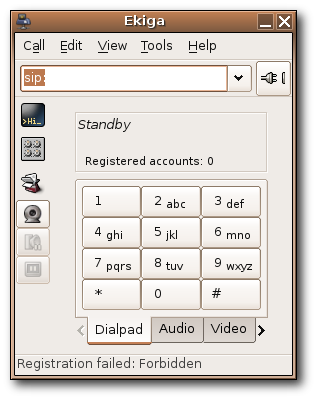 Ekiga
Call Edit View Tools Help
sip:
>Hi_
Standby
Registered accounts: 0
1 2 abc 3 def
4 ghi 5 jkl 6 mno
7 pqrs 8 tuv 9 wxyz
* 0 #
Dialpad Audio Video
Registration failed: Forbidden